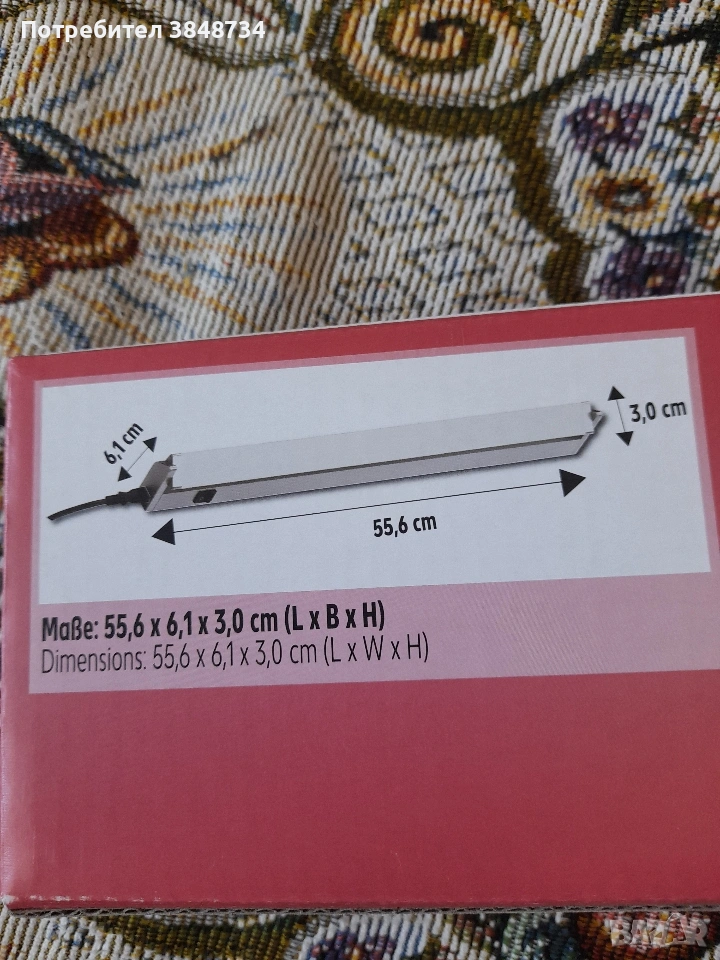 Потребител 3848734
6,1 cm
3,0 cm
55,6 cm
Maße: 55,6 x 6,1 x 3,0 cm (L x B x H)
Dimensions: 55,6 x 6,1 x 3,0 cm (L x W x H)
BAZAR